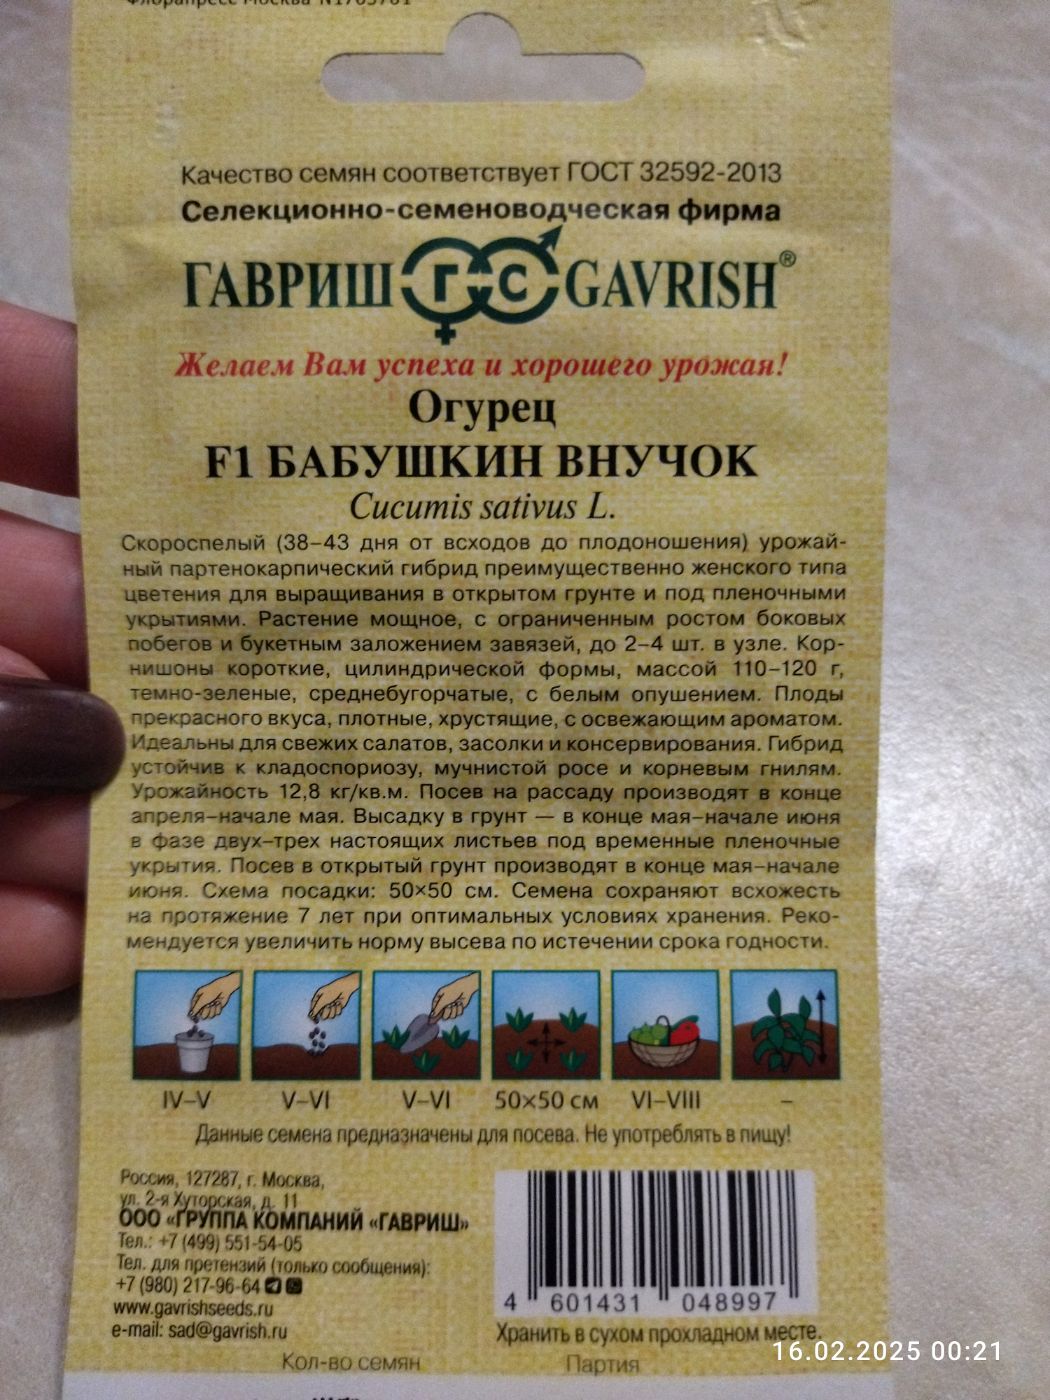 Флорапресс Москва N1765761
Качество семян соответствует ГОСТ 32592-2013
Селекционно-семеноводческая фирма
ГАВРИШ ГС GAVRISH®
Желаем Вам успеха и хорошего урожая!
Огурец
F1 БАБУШКИН ВНУЧОК
Cucumis sativus L.
Скороспелый (38–43 дня от всходов до плодоношения) урожай-
ный партенокарпический гибрид преимущественно женского типа
цветения для выращивания в открытом грунте и под пленочными
укрытиями. Растение мощное, с ограниченным ростом боковых
побегов и букетным заложением завязей, до 2–4 шт. в узле. Кор-
нишоны короткие, цилиндрической формы, массой 110–120 г,
темно-зеленые, среднебугорчатые, с белым опушением. Плоды
прекрасного вкуса, плотные, хрустящие, с освежающим ароматом.
Идеальны для свежих салатов, засолки и консервирования. Гибрид
устойчив к кладоспориозу, мучнистой росе и корневым гнилям.
Урожайность 12,8 кг/кв.м. Посев на рассаду производят в конце
апреля–начале мая. Высадку в грунт — в конце мая–начале июня
в фазе двух–трех настоящих листьев под временные пленочные
укрытия. Посев в открытый грунт производят в конце мая–начале
июня. Схема посадки: 50×50 см. Семена сохраняют всхожесть
на протяжение 7 лет при оптимальных условиях хранения. Реко-
мендуется увеличить норму высева по истечении срока годности.
IV–V V–VI V–VI 50×50 см VI–VIII –
Данные семена предназначены для посева. Не употреблять в пищу!
Россия, 127287, г. Москва,
ул. 2-я Хуторская, д. 11
ООО «ГРУППА КОМПАНИЙ «ГАВРИШ»
Тел.: +7 (499) 551-54-05
Тел. для претензий (только сообщения):
+7 (980) 217-96-64
www.gavrishseeds.ru
e-mail: sad@gavrish.ru
4 601431 048997
Хранить в сухом прохладном месте.
16.02.2025 00:21
Кол-во семян Партия